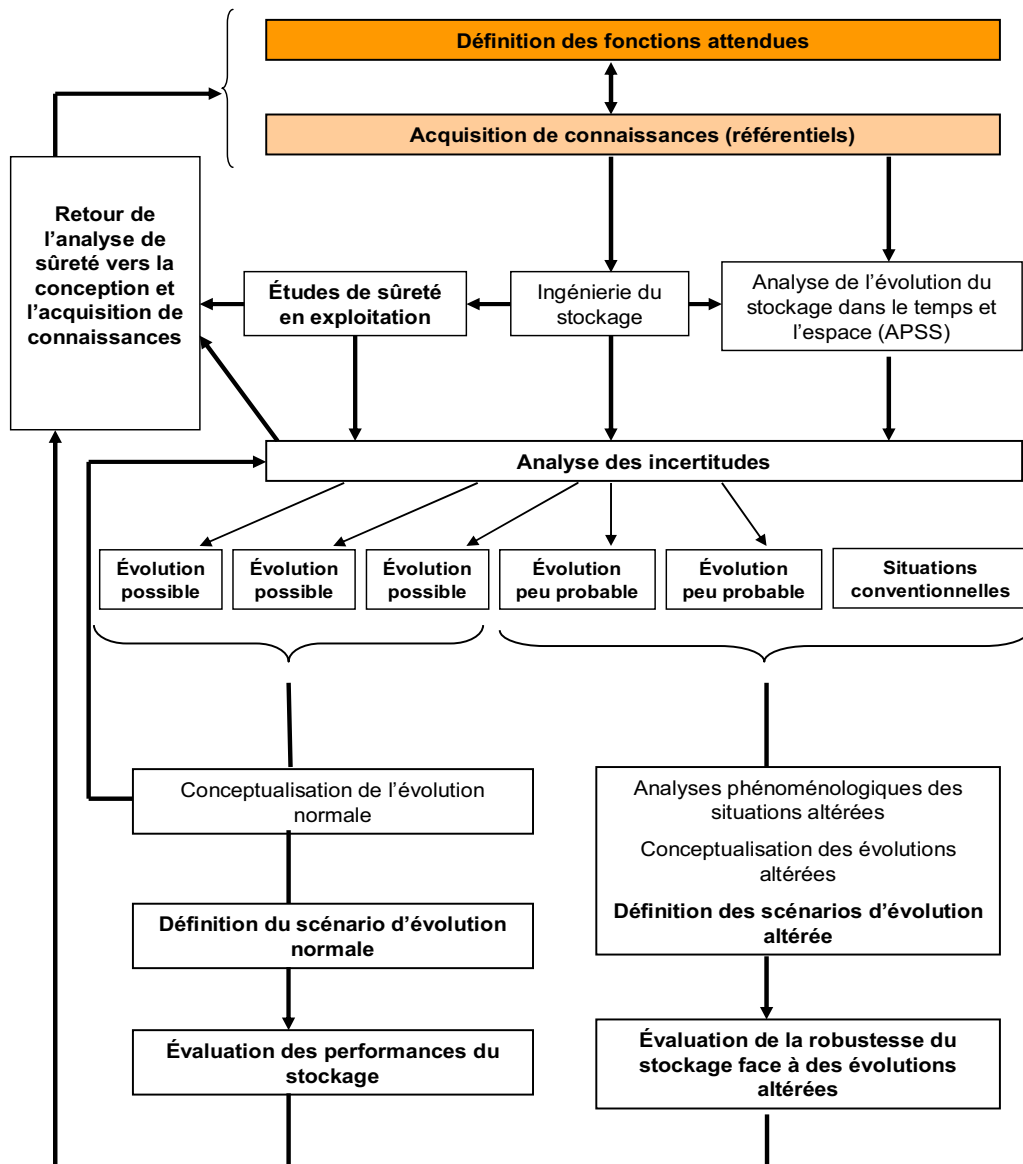 Définition des fonctions attendues
Acquisition de connaissances (référentiels)
Retour de
l’analyse de
sûreté vers la
conception et
l’acquisition de
connaissances
Études de sûreté
en exploitation
Ingénierie du
stockage
Analyse de l’évolution du
stockage dans le temps et
l’espace (APSS)
Analyse des incertitudes
Évolution
possible
Évolution
possible
Évolution
possible
Évolution
peu probable
Évolution
peu probable
Situations
conventionnelles
Conceptualisation de l’évolution
normale
Analyses phénoménologiques des
situations altérées
Conceptualisation des évolutions
altérées
Définition des scénarios d’évolution
altérée
Définition du scénario d’évolution
normale
Évaluation des performances du
stockage
Évaluation de la robustesse du
stockage face à des évolutions
altérées